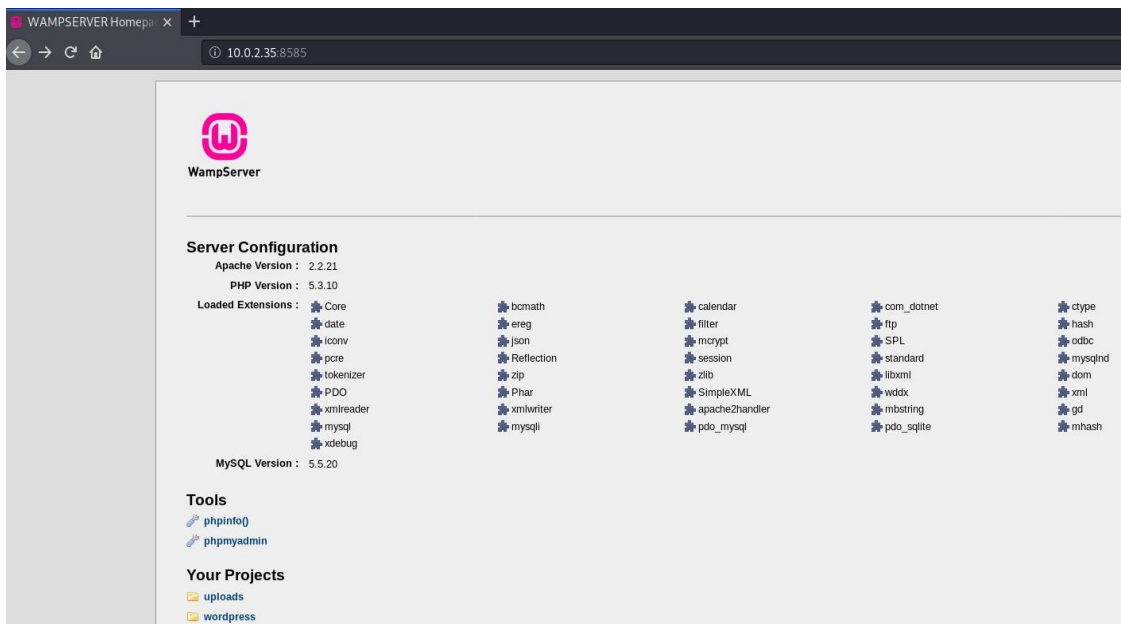 WAMPSERVER Homepa
10.0.2.35:8585
WampServer
Server Configuration
Apache Version : 2.2.21
PHP Version : 5.3.10
Loaded Extensions : Core bcmath calendar com_dotnet ctype
date ereg filter ftp hash
iconv json mcrypt SPL odbc
pcre Reflection session standard mysqlnd
tokenizer zip zlib libxml dom
PDO Phar SimpleXML wddx xml
xmlreader xmlwriter apache2handler mbstring gd
mysql mysqli pdo_mysql pdo_sqlite mhash
xdebug
MySQL Version : 5.5.20
Tools
phpinfo()
phpmyadmin
Your Projects
uploads
wordpress